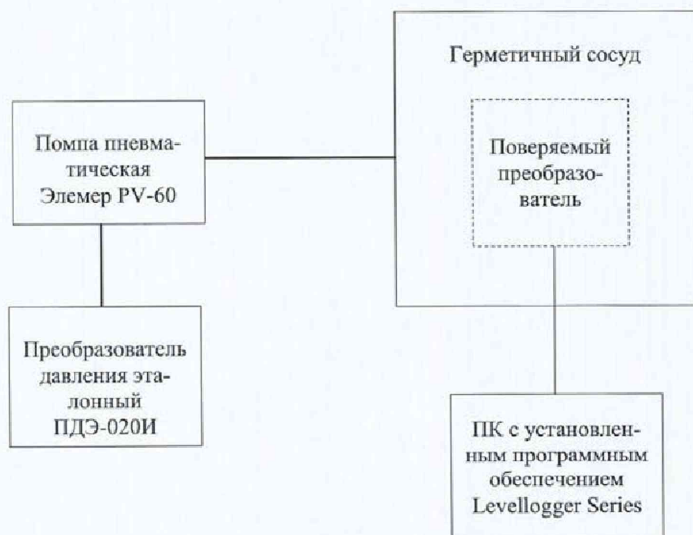 Герметичный сосуд
Помпа пневма-
тическая
Элемер PV-60
Поверяемый
преобразо-
ватель
Преобразователь
давления эта-
лонный
ПДЭ-020И
ПК с установлен-
ным программным
обеспечением
Levellogger Series